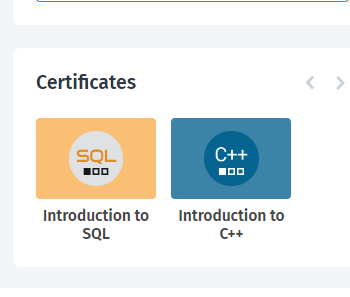 Certificates
SQL
C++
Introduction to
SQL
Introduction to
C++